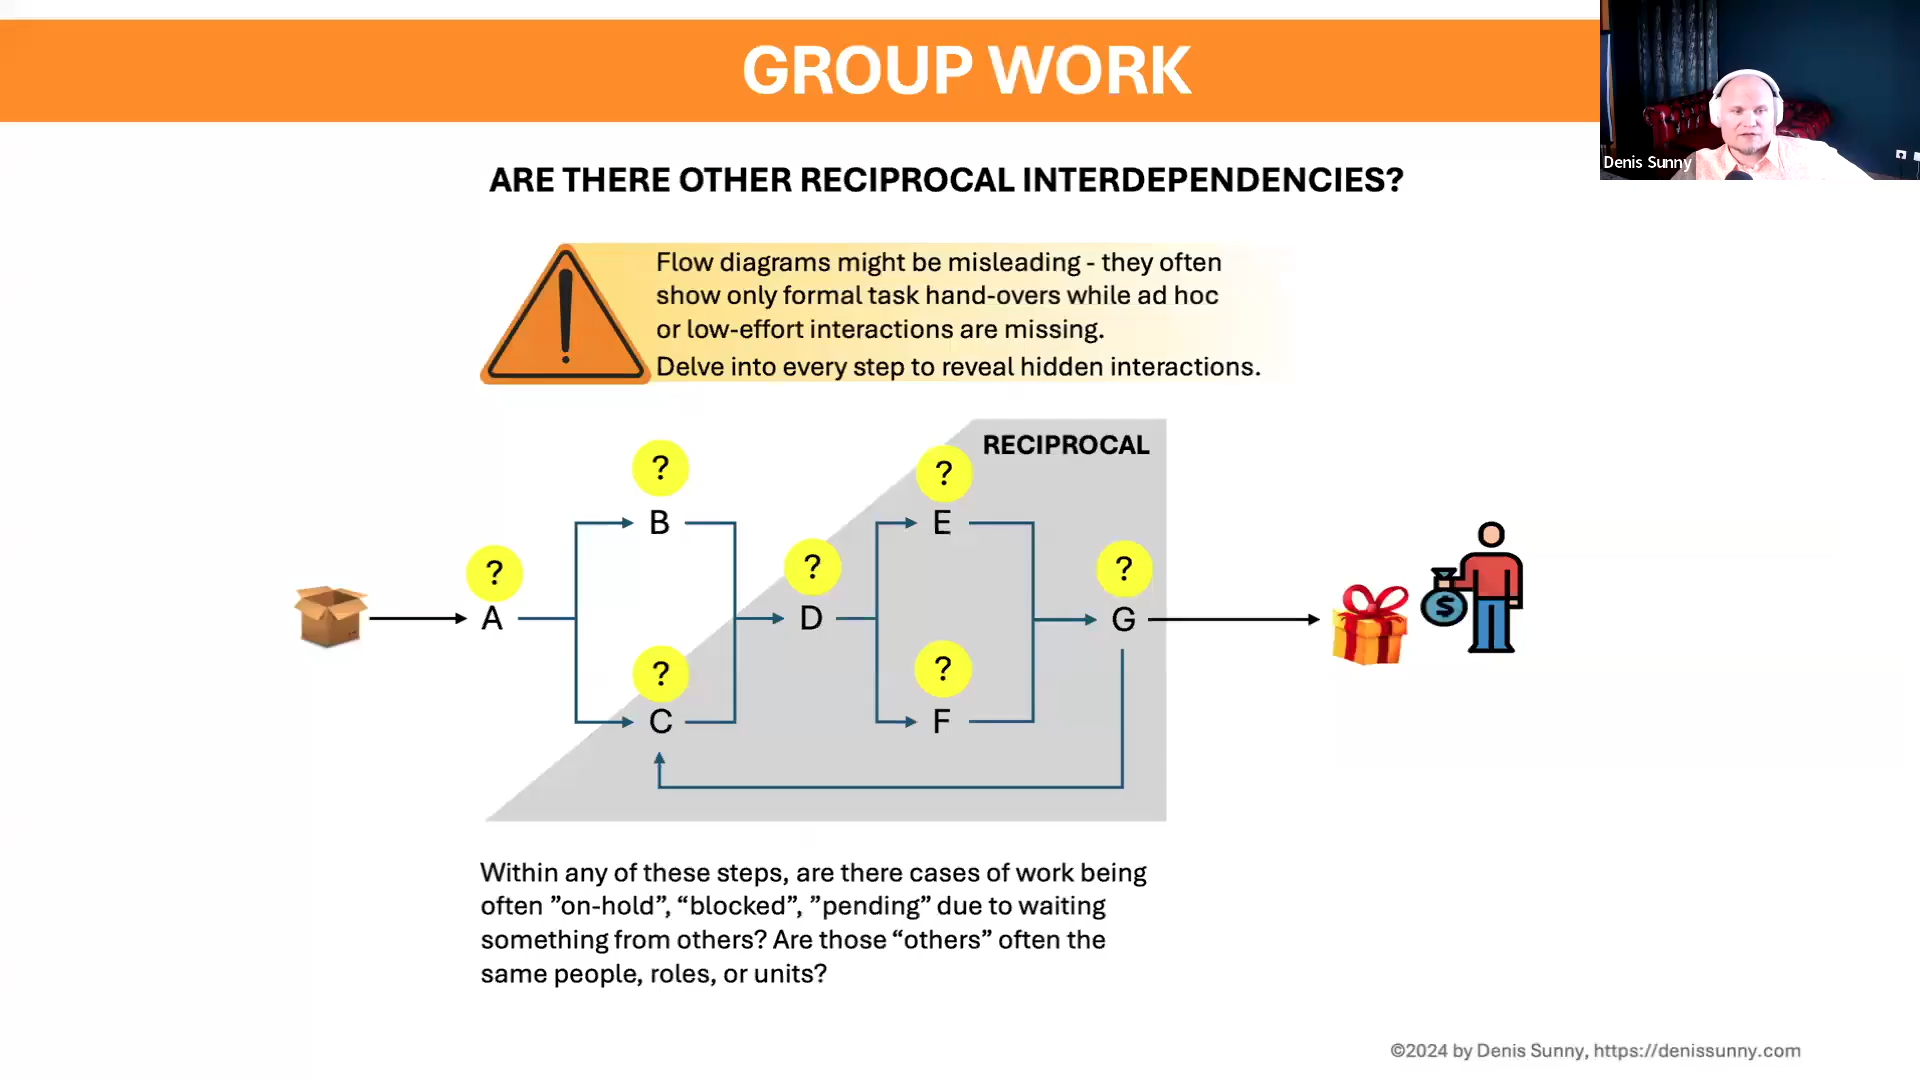 GROUP WORK
Denis Sunny
ARE THERE OTHER RECIPROCAL INTERDEPENDENCIES?
Flow diagrams might be misleading - they often
show only formal task hand-overs while ad hoc
or low-effort interactions are missing.
Delve into every step to reveal hidden interactions.
RECIPROCAL
?
?
B
E
?
?
?
A
D
G
?
?
C
F
$
Within any of these steps, are there cases of work being
often ”on-hold”, “blocked”, ”pending” due to waiting
something from others? Are those “others” often the
same people, roles, or units?
©2024 by Denis Sunny, https://denissunny.com